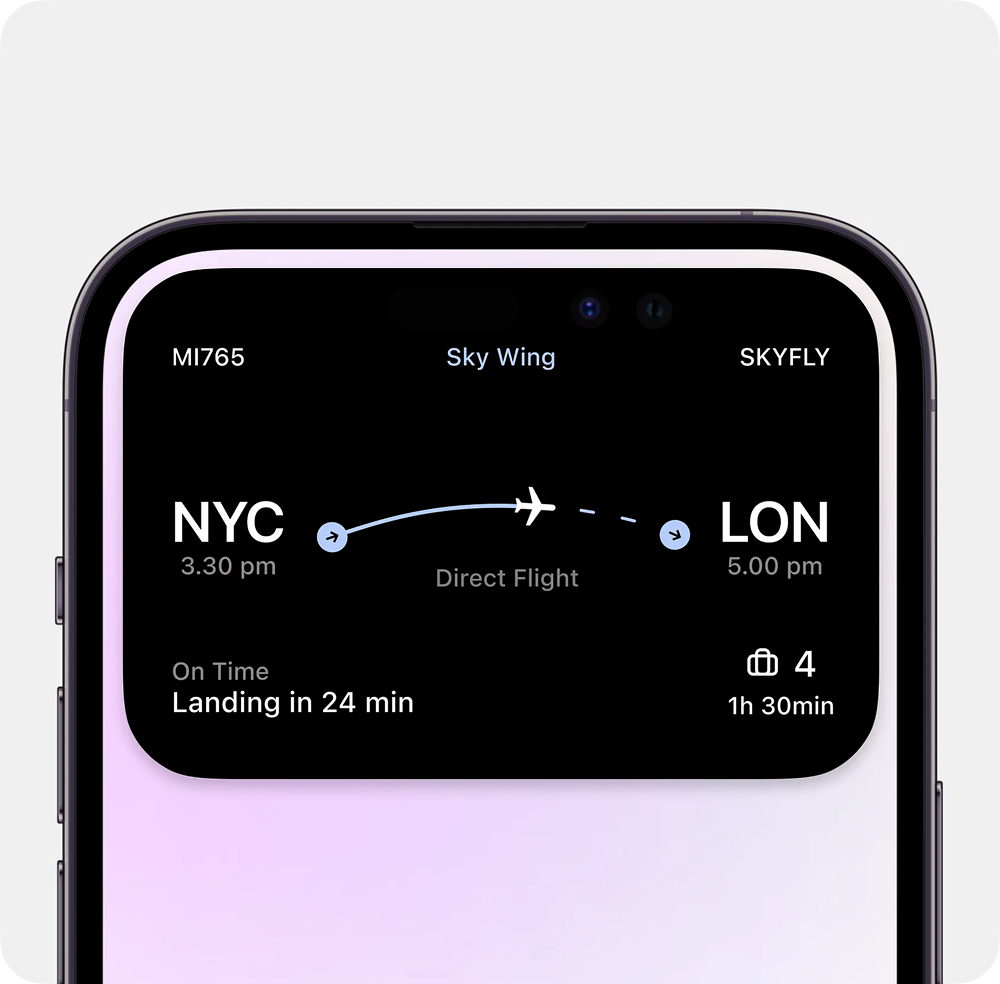 MI765 Sky Wing SKYFLY
NYC LON
3.30 pm 5.00 pm
Direct Flight
On Time
Landing in 24 min
4
1h 30min